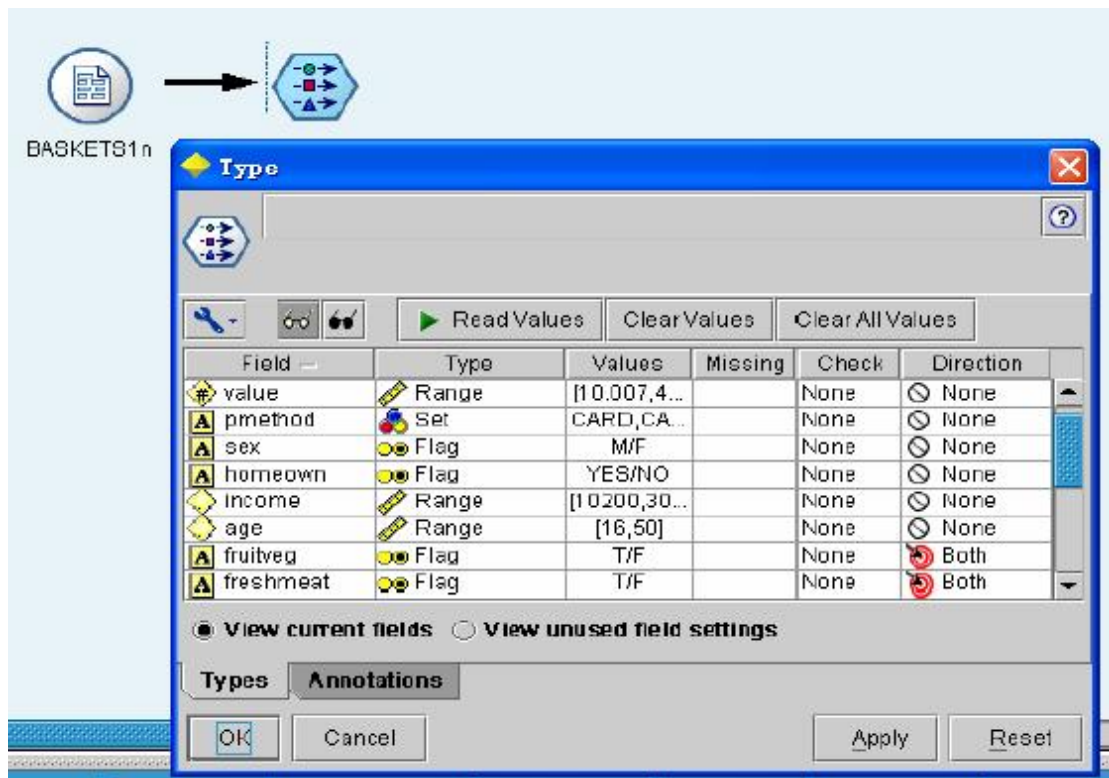 BASKETS1n
Type
Read Values Clear Values Clear All Values
Field Type Values Missing Check Direction
value Range [10.007,4... None None
pmethod Set CARD,CA... None None
sex Flag M/F None None
homeown Flag YES/NO None None
income Range [10200,30... None None
age Range [16,50] None None
fruitveg Flag T/F None Both
freshmeat Flag T/F None Both
View current fields View unused field settings
Types Annotations
OK Cancel Apply Reset